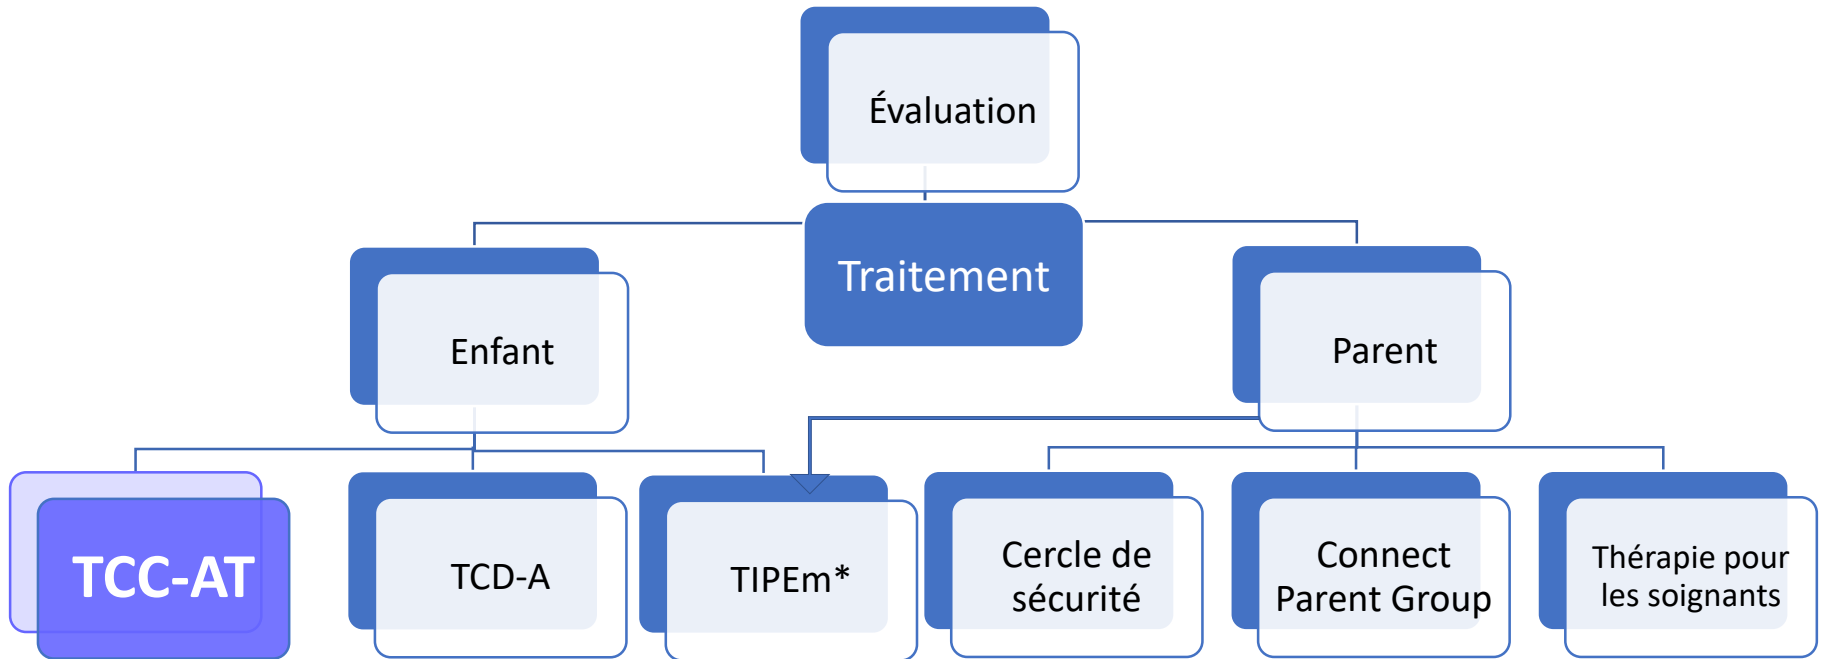 Évaluation
Traitement
Enfant
Parent
TCC-AT
TCD-A
TIPEm*
Cercle de
sécurité
Connect
Parent Group
Thérapie pour
les soignants